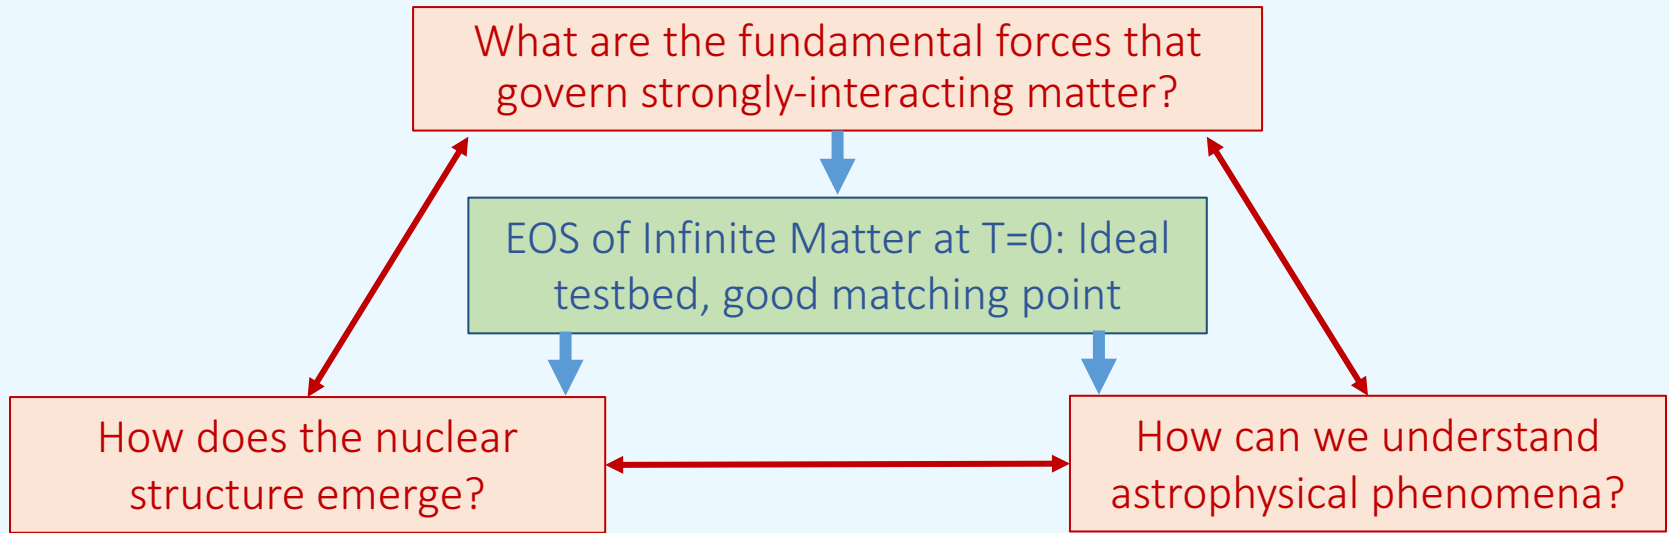 What are the fundamental forces that
govern strongly-interacting matter?
EOS of Infinite Matter at T=0: Ideal
testbed, good matching point
How does the nuclear
structure emerge?
How can we understand
astrophysical phenomena?